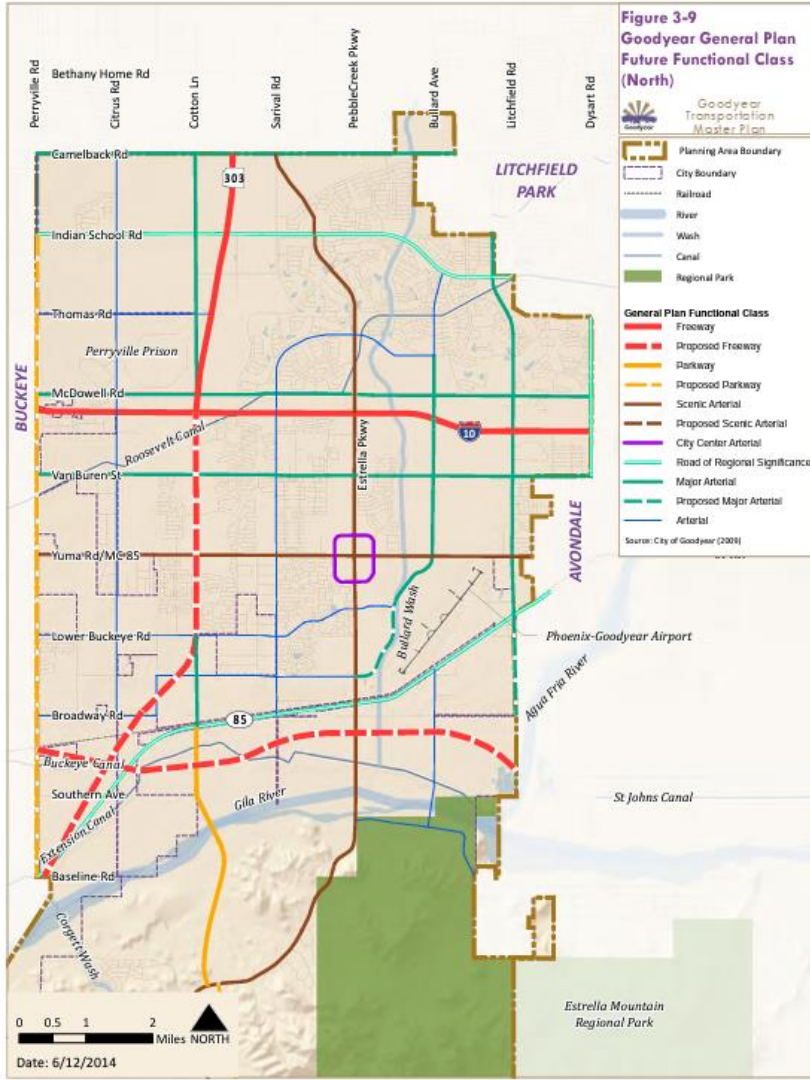 Figure 3-9
Goodyear General Plan
Future Functional Class
(North)
Goodyear
Goodyear
Transportation
Master Plan
Planning Area Boundary
City Boundary
Railroad
River
Wash
Canal
Regional Park
General Plan Functional Class
Freeway
Proposed Freeway
Parkway
Proposed Parkway
Scenic Arterial
Proposed Scenic Arterial
City Center Arterial
Road of Regional Significance
Major Arterial
Proposed Major Arterial
Arterial
Source: City of Goodyear (2009)
Perryville Rd
Bethany Home Rd
Citrus Rd
Cotton Ln
Sarival Rd
PebbleCreek Pkwy
Bullard Ave
Litchfield Rd
Dysart Rd
Camelback Rd
303
LITCHFIELD
PARK
Indian School Rd
Thomas Rd
Perryville Prison
BUCKEYE
McDowell Rd
10
Roosevelt Canal
Estrella Pkwy
Van Buren St
AVONDALE
Yuma Rd/MC 85
Bullard Wash
Lower Buckeye Rd
Phoenix-Goodyear Airport
Agua Fria River
Broadway Rd
85
Buckeye Canal
Southern Ave
Gila River
St Johns Canal
Extension Canal
Baseline Rd
Corgett Wash
Estrella Mountain
Regional Park
0 0.5 1 2
Miles NORTH
Date: 6/12/2014